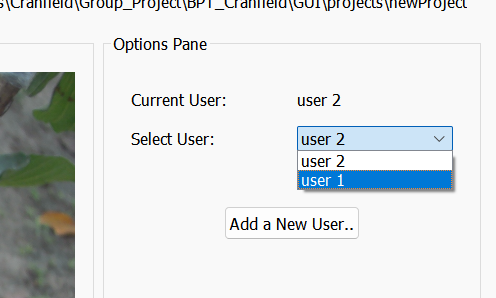 \Cranfield\Group_Project\BPT_Cranfield\GUI\projects\newProject
Options Pane
Current User: user 2
Select User: user 2
user 2
user 1
Add a New User..